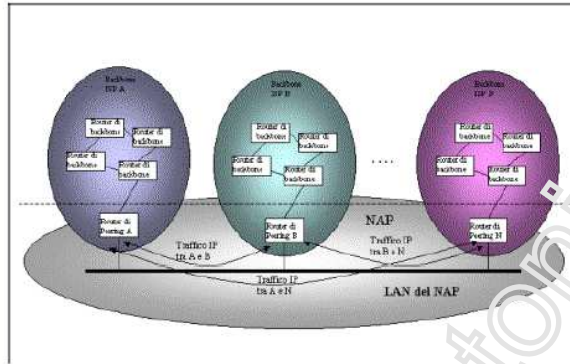 Backbone
ISP A
Router di
backbone
Router di
backbone
Router di
backbone
Router di
backbone
Router di
Peering A
Backbone
ISP B
Router di
backbone
Router di
backbone
Router di
backbone
Router di
backbone
Router di
Peering B
....
Backbone
Router di
backbone
Router di
backbone
Router di
backbone
Router di
backbone
Router di
Peering N
NAP
Traffico IP
tra A e B
Traffico IP
tra B e N
Traffico IP
tra A e N
LAN del NAP